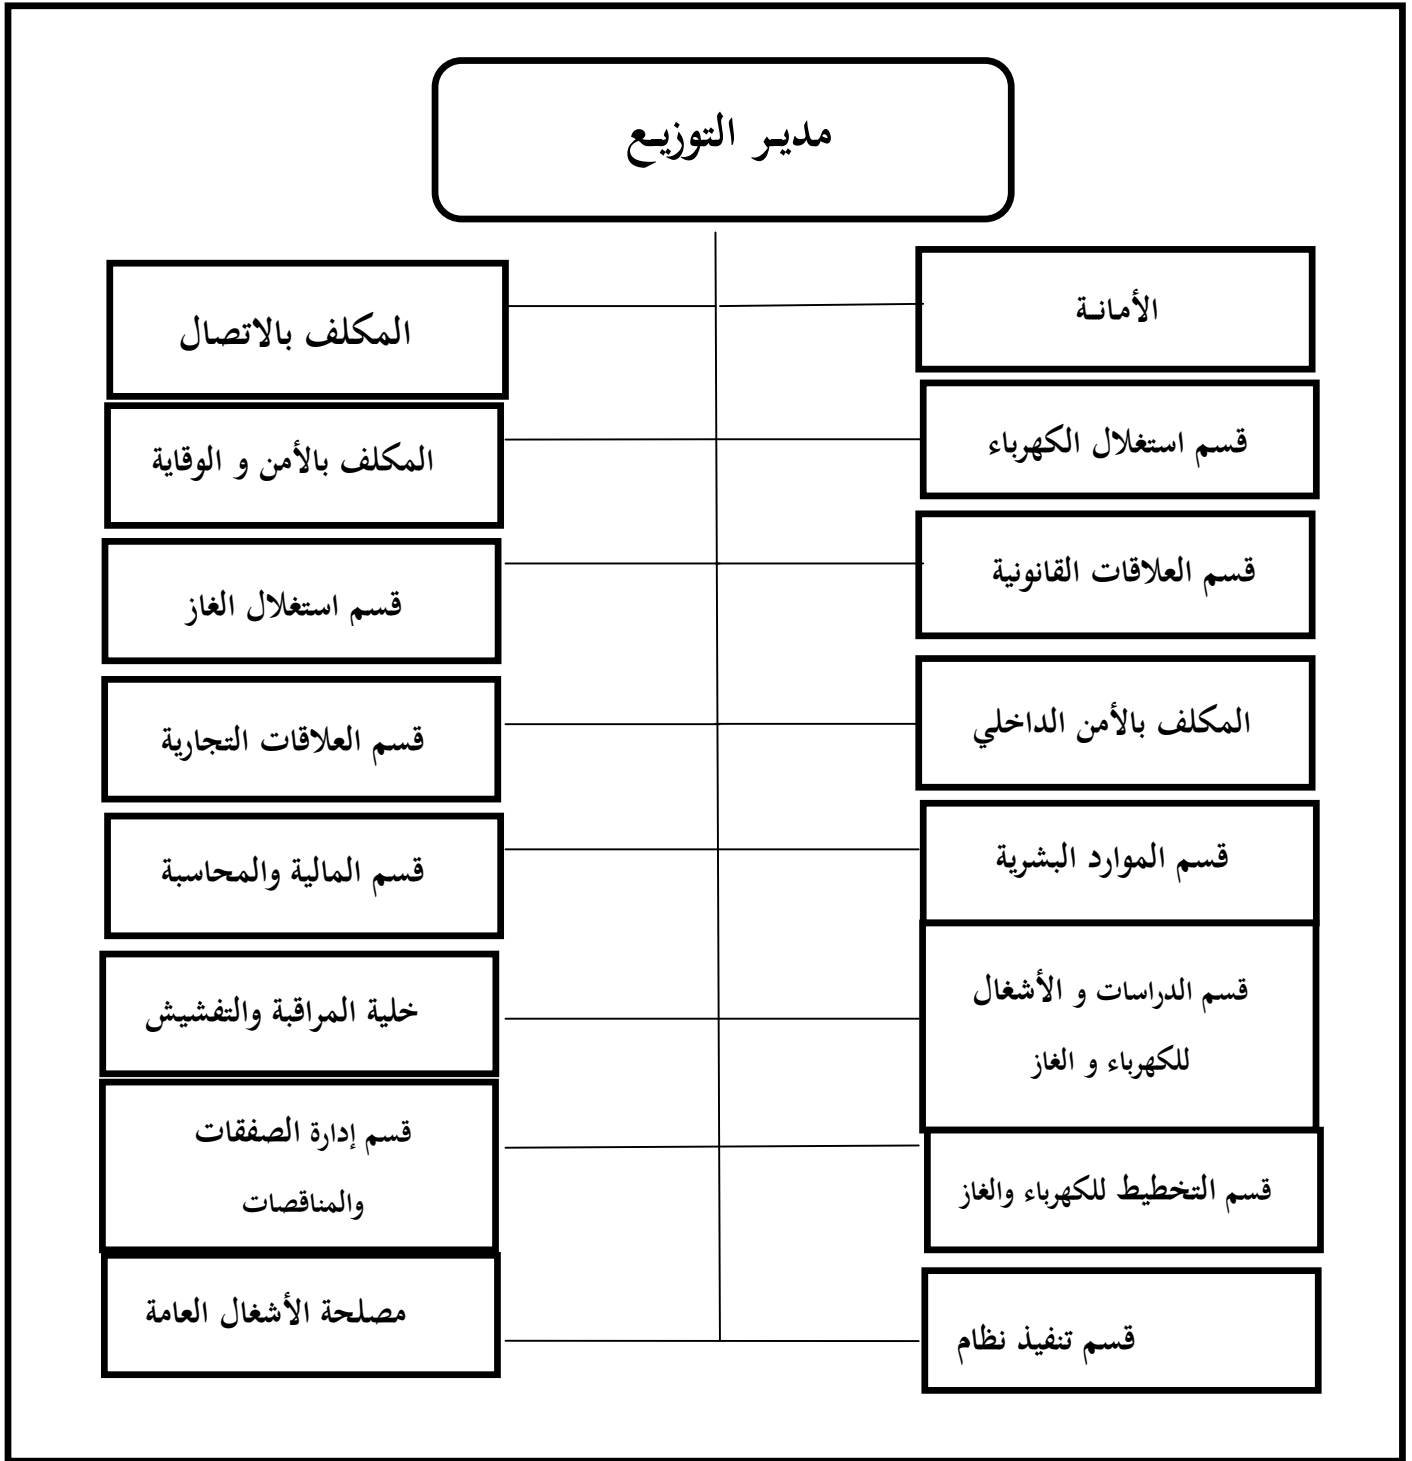 مديـر التوزيـع
الأمانـة
المكلف بالاتصال
قسم استغلال الكهرباء
المكلف بالأمن و الوقاية
قسم العلاقات القانونية
قسم استغلال الغاز
المكلف بالأمن الداخلي
قسم العلاقات التجارية
قسم الموارد البشرية
قسم المالية والمحاسبة
قسم الدراسات و الأشغال
للكهرباء و الغاز
خلية المراقبة والتفشيش
قسم التخطيط للكهرباء والغاز
قسم إدارة الصفقات
والمناقصات
قسم تنفيذ نظام
مصلحة الأشغال العامة